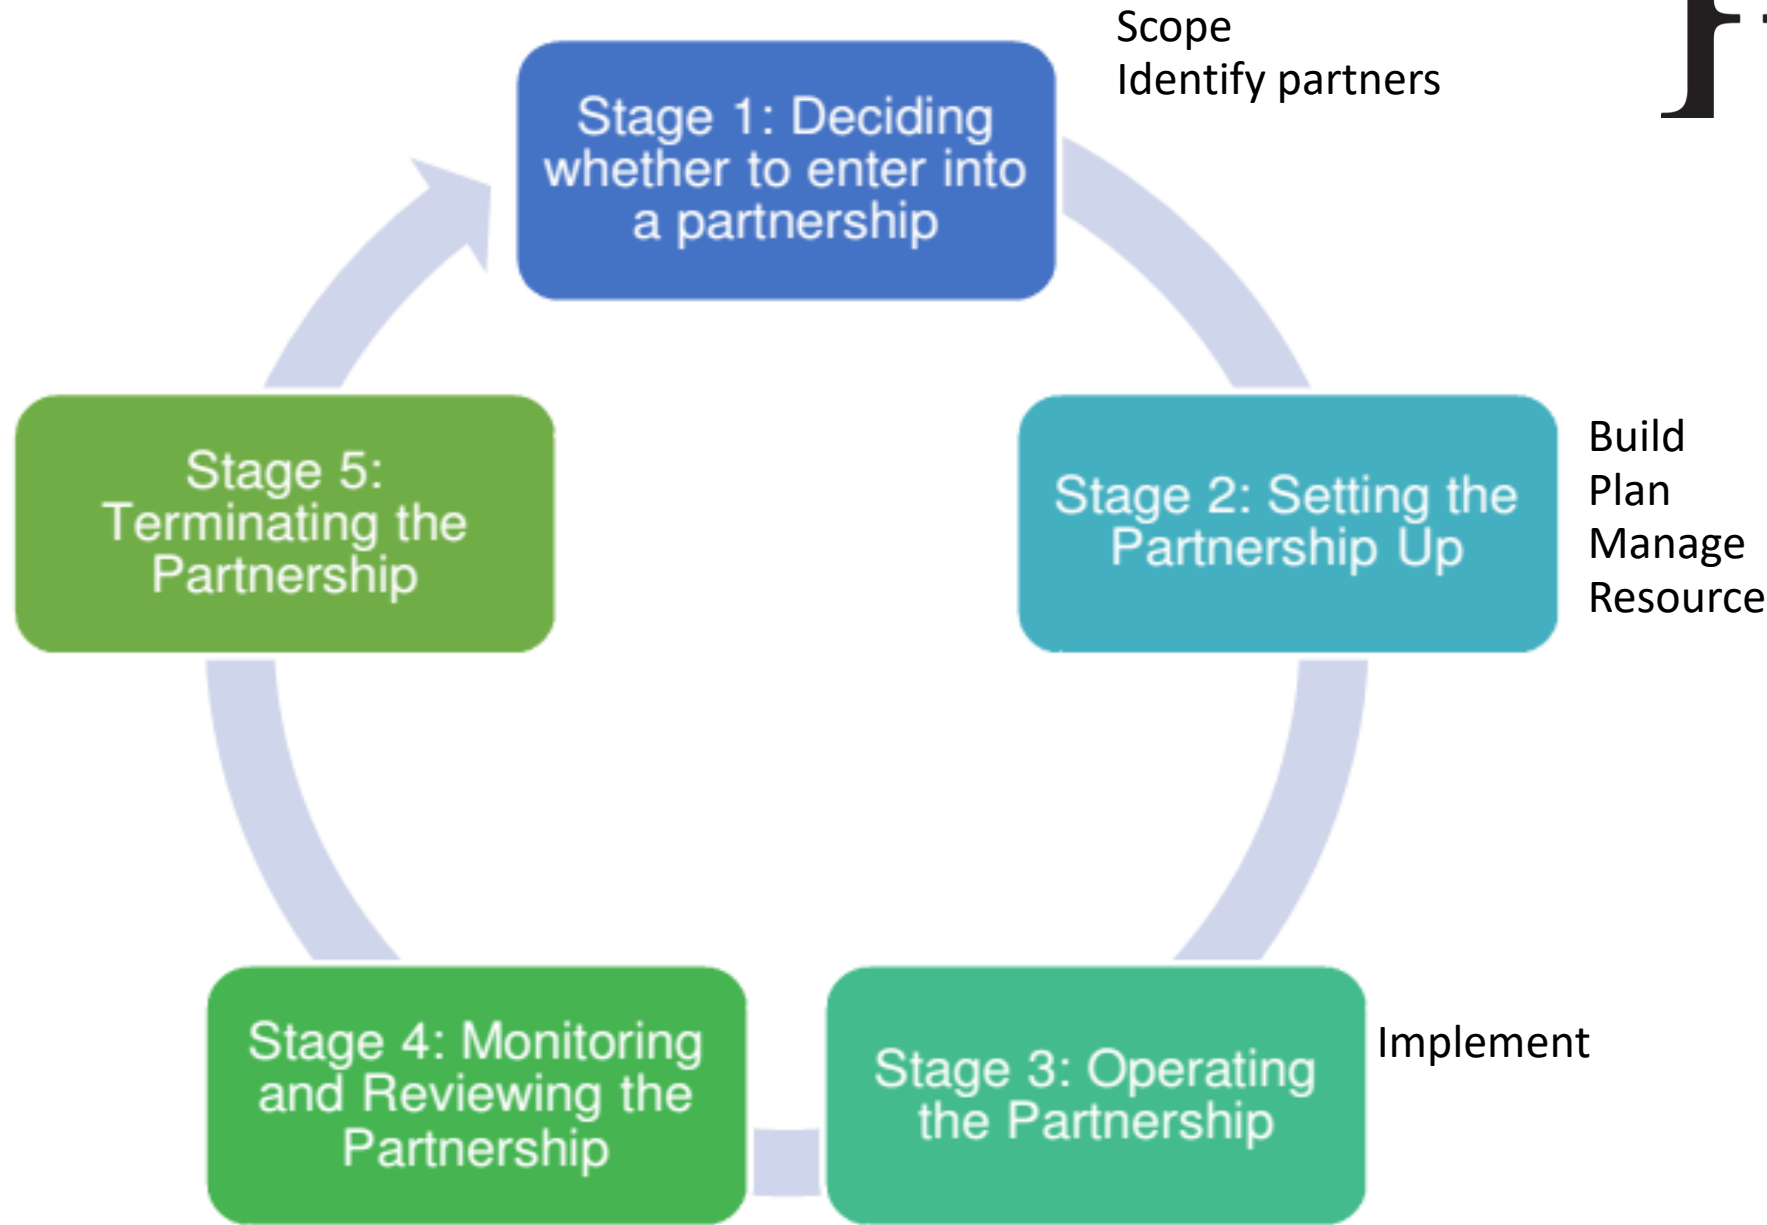 Scope
Identify partners
Stage 1: Deciding
whether to enter into
a partnership
Stage 2: Setting the
Partnership Up
Build
Plan
Manage
Resource
Stage 3: Operating
the Partnership
Implement
Stage 4: Monitoring
and Reviewing the
Partnership
Stage 5:
Terminating the
Partnership